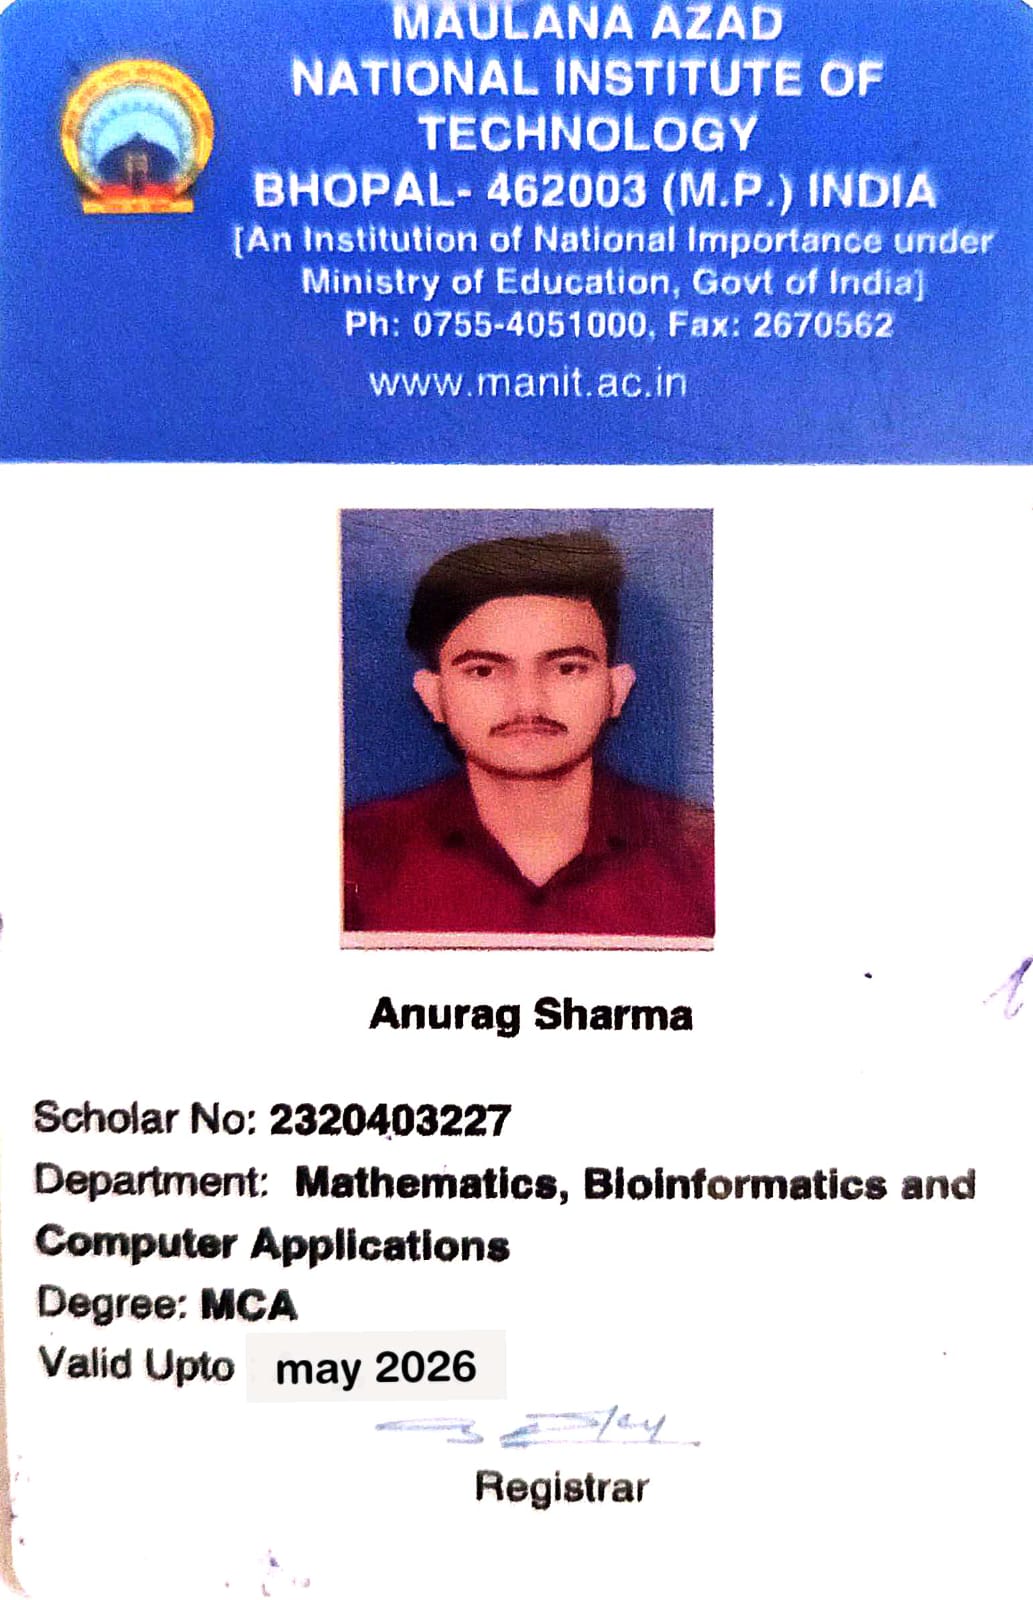 MAULANA AZAD
NATIONAL INSTITUTE OF
TECHNOLOGY
BHOPAL- 462003 (M.P.) INDIA
[An Institution of National Importance under
Ministry of Education, Govt of India]
Ph: 0755-4051000, Fax: 2670562
www.manit.ac.in
Anurag Sharma
Scholar No: 2320403227
Department: Mathematics, Bioinformatics and
Computer Applications
Degree: MCA
Valid Upto may 2026
Registrar